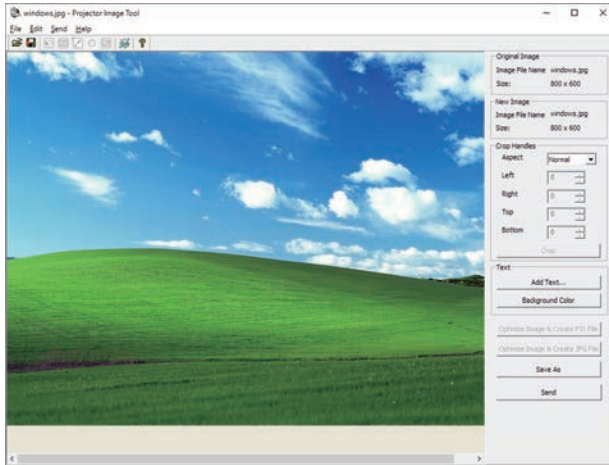 windows.jpg - Projector Image Tool
File Edit Send Help
Original Image
Image File Name windows.jpg
Size: 800 x 600
New Image
Image File Name windows.jpg
Size: 800 x 600
Crop Handles
Aspect Normal
Left 0
Right 0
Top 0
Bottom 0
Crop
Text
Add Text...
Background Color
Optimize Image & Create PJI File
Optimize Image & Create JPG File
Save As
Send